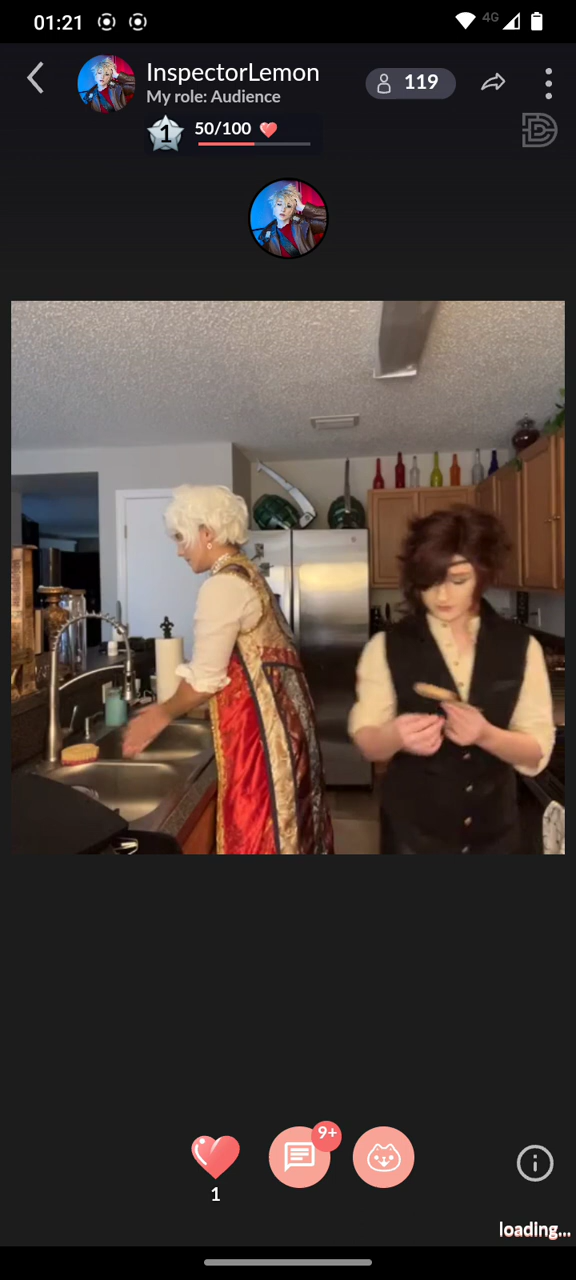 01:21
4G
InspectorLemon
119
My role: Audience
1
50/100
9+
1
loading...